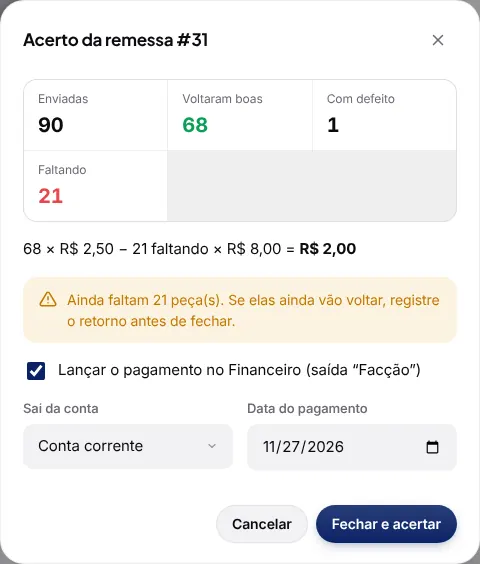 Acerto da remessa #31
Enviadas
90
Voltaram boas
68
Com defeito
1
Faltando
21
68 × R$ 2,50 − 21 faltando × R$ 8,00 = R$ 2,00
Ainda faltam 21 peça(s). Se elas ainda vão voltar, registre
o retorno antes de fechar.
Lançar o pagamento no Financeiro (saída “Facção”)
Sai da conta
Conta corrente
Data do pagamento
11/27/2026
Cancelar
Fechar e acertar